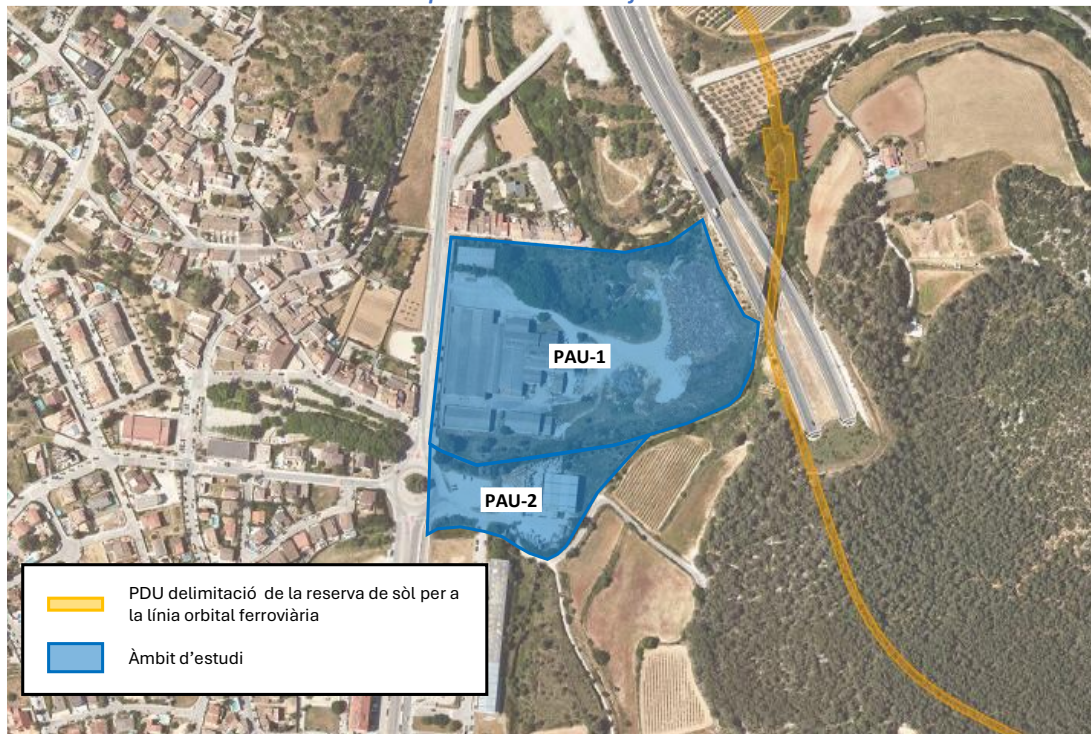 PAU-1
PAU-2
PDU delimitació de la reserva de sòl per a
la línia orbital ferroviària
Àmbit d'estudi